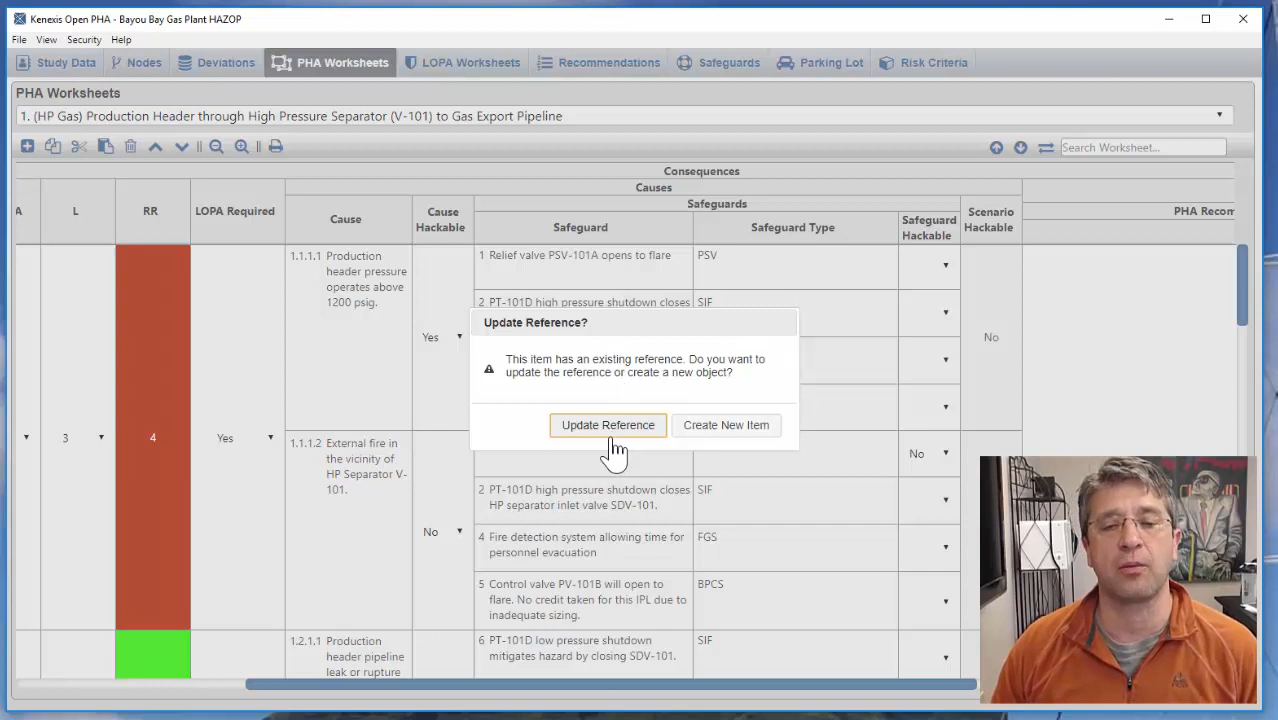 Kenexis Open PHA - Bayou Bay Gas Plant HAZOP
File View Security Help
Study Data Nodes Deviations PHA Worksheets LOPA Worksheets Recommendations Safeguards Parking Lot Risk Criteria
PHA Worksheets
1. (HP Gas) Production Header through High Pressure Separator (V-101) to Gas Export Pipeline
Search Worksheet...
Consequences
Causes
Safeguards
A L RR LOPA Required Cause Cause Hackable Safeguard Safeguard Type Safeguard Hackable Scenario Hackable PHA Recom
1.1.1.1 Production
header pressure
operates above
1200 psig.
Yes
1 Relief valve PSV-101A opens to flare PSV
2 PT-101D high pressure shutdown closes SIF
No
Update Reference?
This item has an existing reference. Do you want to
update the reference or create a new object?
Update Reference Create New Item
3 4 Yes
1.1.1.2 External fire in
the vicinity of
HP Separator V-
101.
No
No
2 PT-101D high pressure shutdown closes SIF
HP separator inlet valve SDV-101.
4 Fire detection system allowing time for FGS
personnel evacuation
5 Control valve PV-101B will open to BPCS
flare. No credit taken for this IPL due to
inadequate sizing.
1.2.1.1 Production
header pipeline
leak or rupture
6 PT-101D low pressure shutdown SIF
mitigates hazard by closing SDV-101.